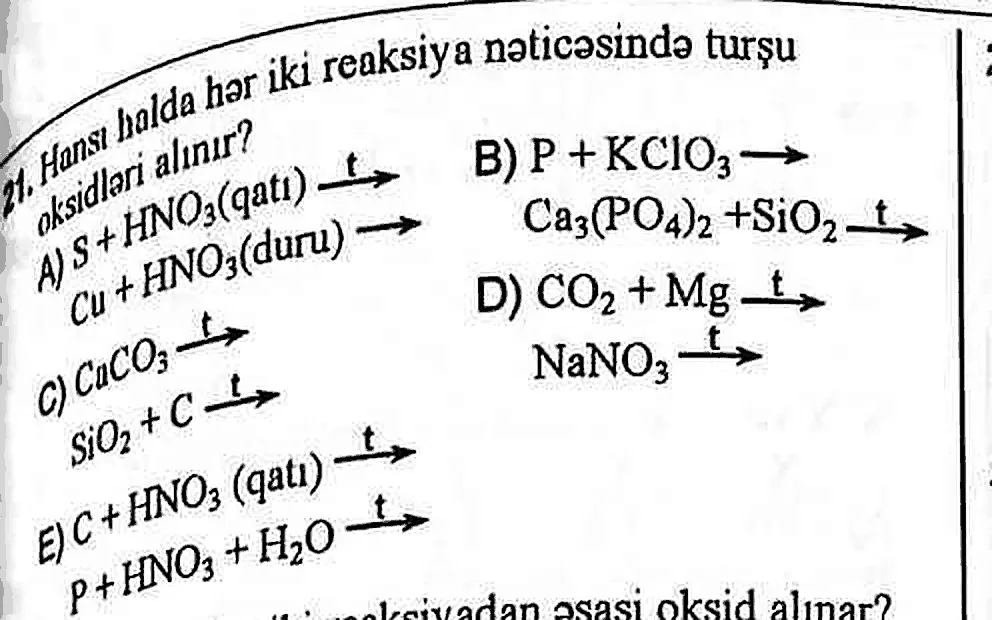 21. Hansı halda hər iki reaksiya nəticəsində turşu
oksidləri alınır?
A) S + HNO₃(qatı) —t→
Cu + HNO₃(duru) →
B) P + KClO₃ →
Ca₃(PO₄)₂ +SiO₂ —t→
C) CaCO₃ —t→
SiO₂ + C —t→
D) CO₂ + Mg —t→
NaNO₃ —t→
E) C + HNO₃ (qatı) —t→
P + HNO₃ + H₂O —t→
əsasi oksid alınar?